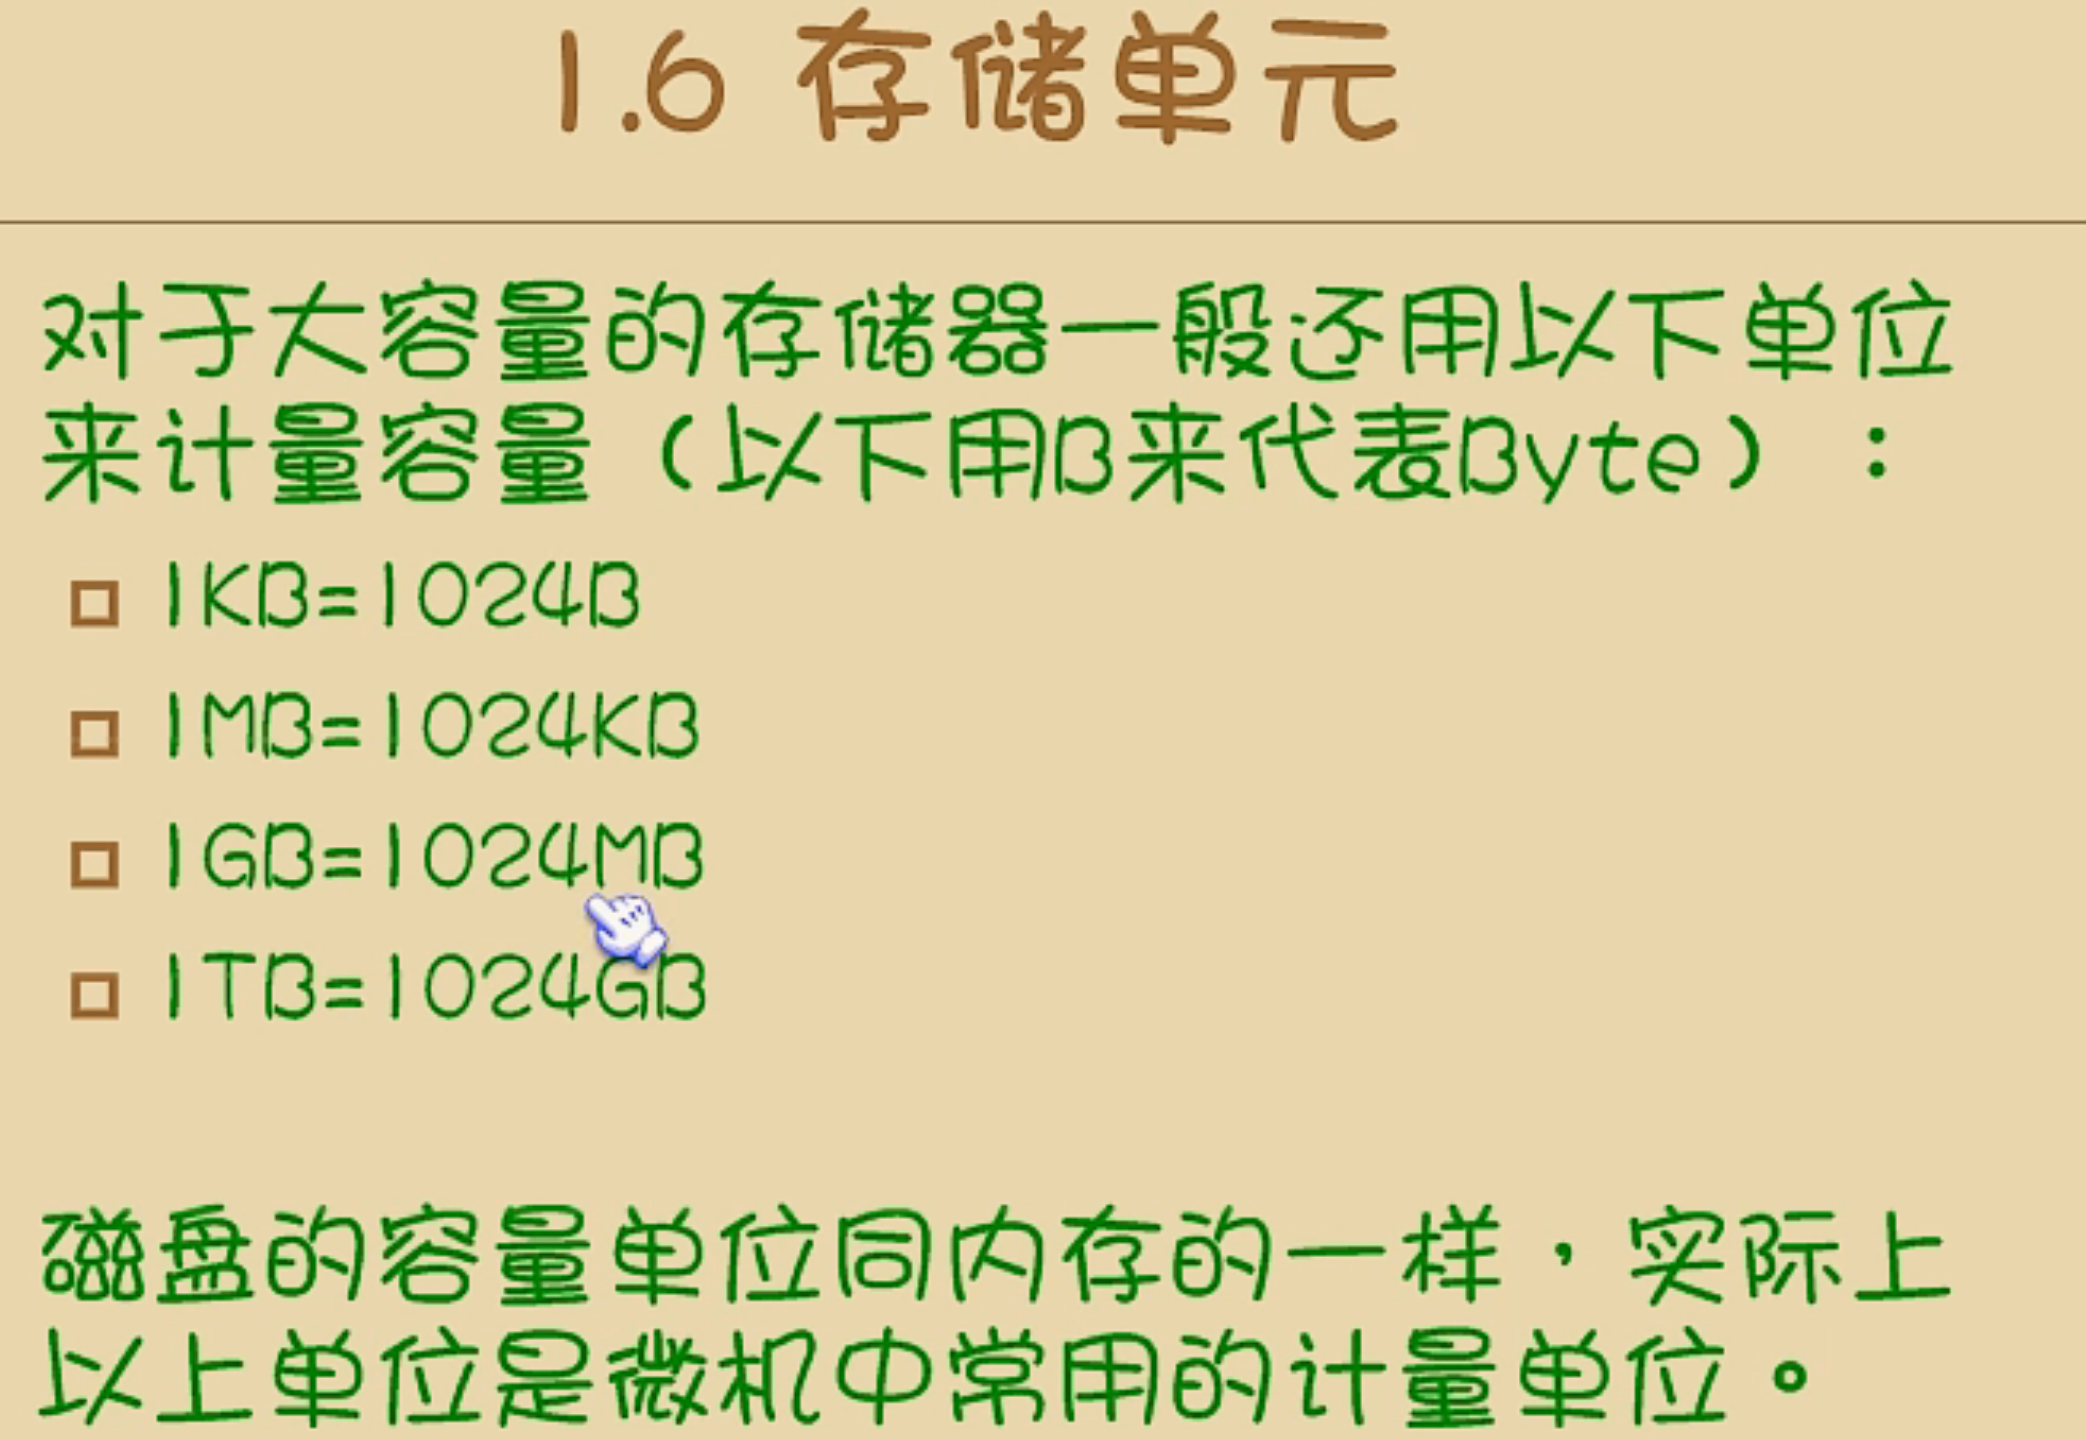 1.6 存储单元
对于大容量的存储器一般还用以下单位
来计量容量（以下用B来代表Byte）：
1KB=1024B
1MB=1024KB
1GB=1024MB
1TB=1024GB
磁盘的容量单位同内存的一样，实际上
以上单位是微机中常用的计量单位。